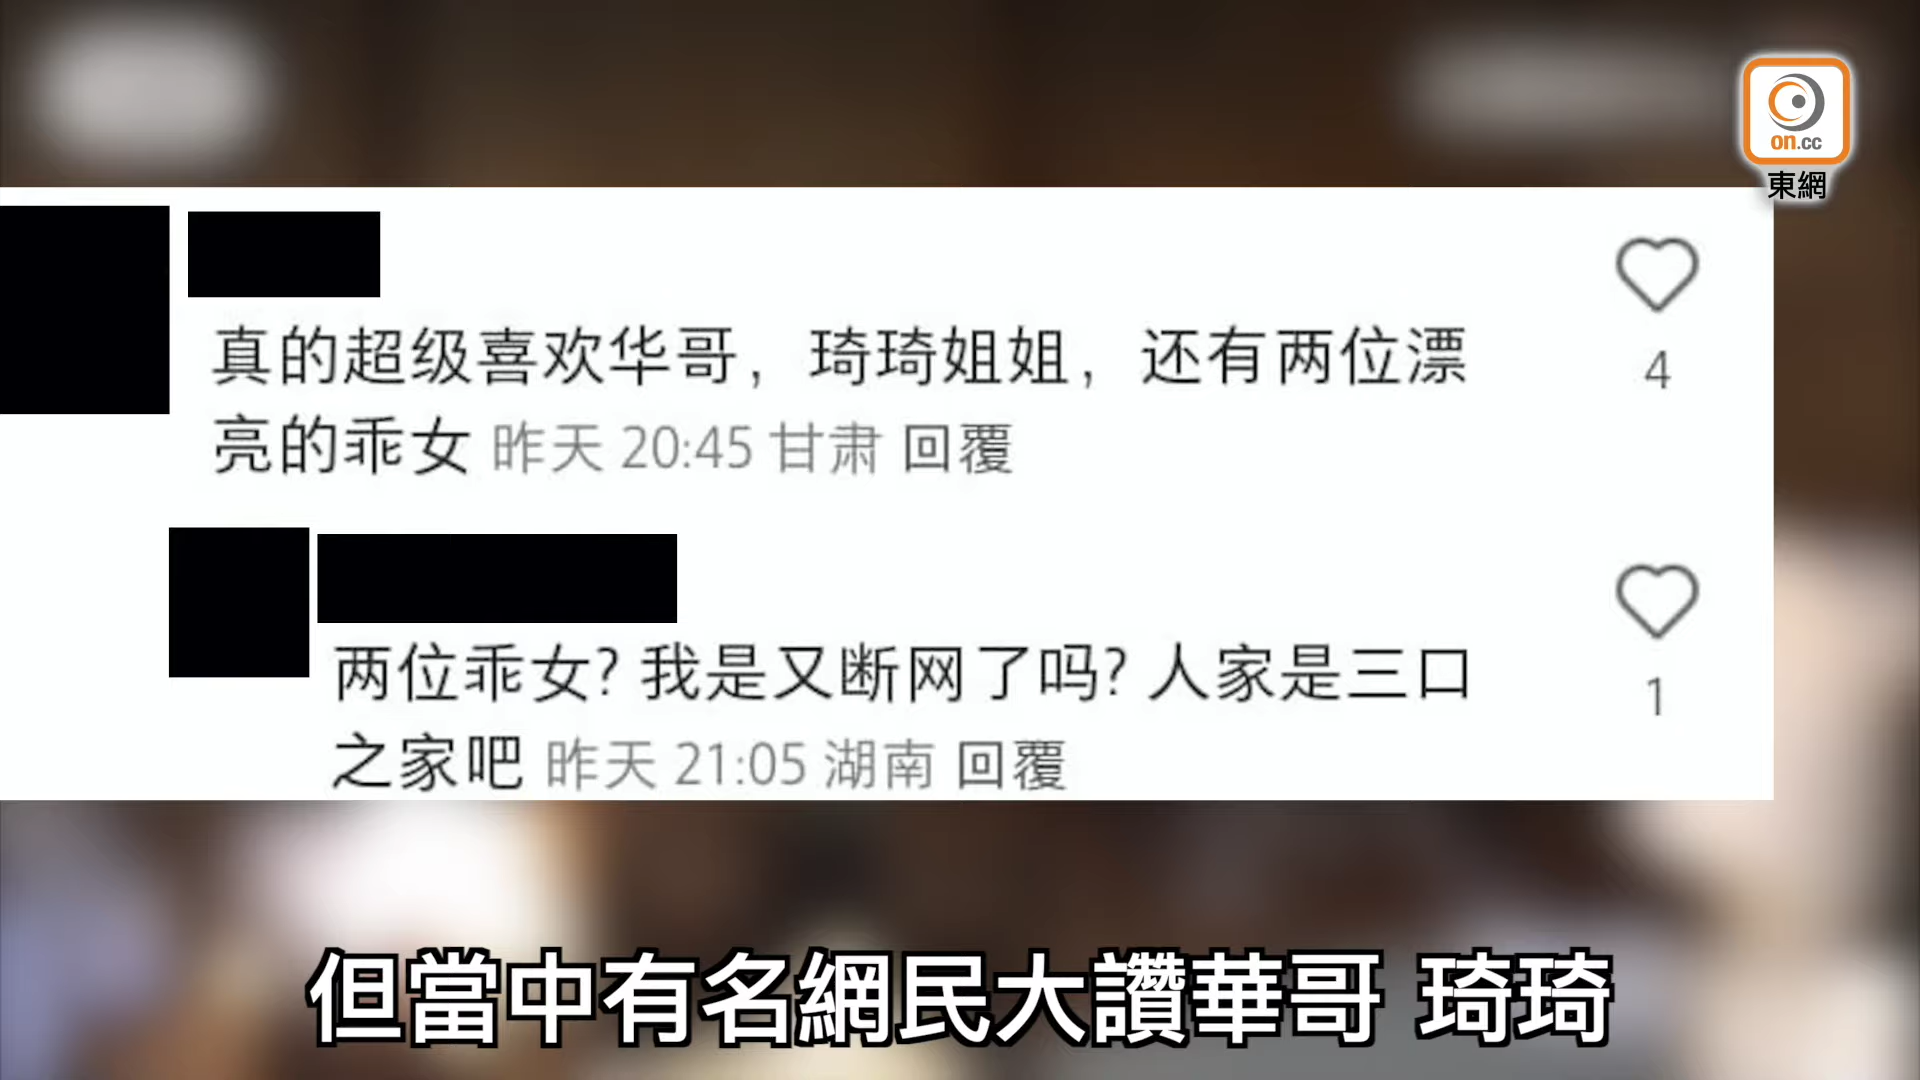 on.cc
東網
真的超级喜欢华哥，琦琦姐姐，还有两位漂
4
亮的乖女 昨天 20:45 甘肃 回覆
两位乖女? 我是又断网了吗? 人家是三口
1
之家吧 昨天 21:05 湖南 回覆
但當中有名網民大讚華哥 琦琦